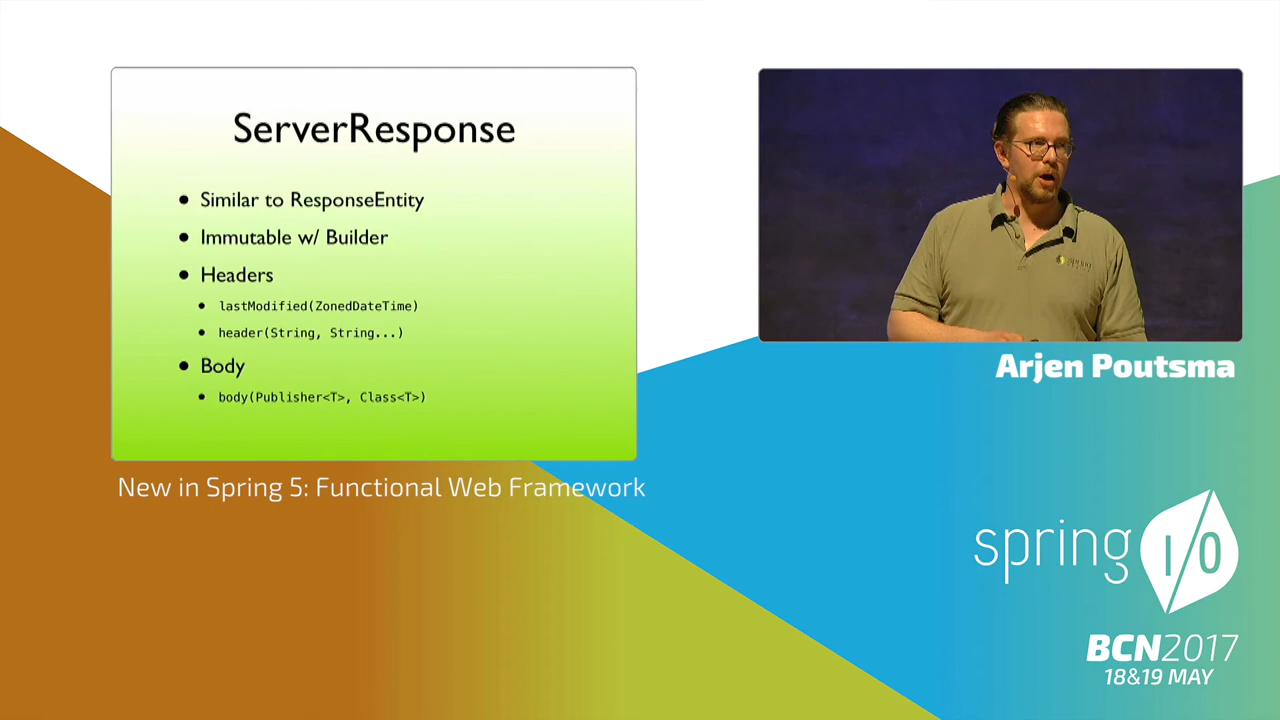 ServerResponse
• Similar to ResponseEntity
• Immutable w/ Builder
• Headers
• lastModified(ZonedDateTime)
• header(String, String...)
• Body
• body(Publisher<T>, Class<T>)
New in Spring 5: Functional Web Framework
Arjen Poutsma
spring I/O
BCN2017
18&19 MAY